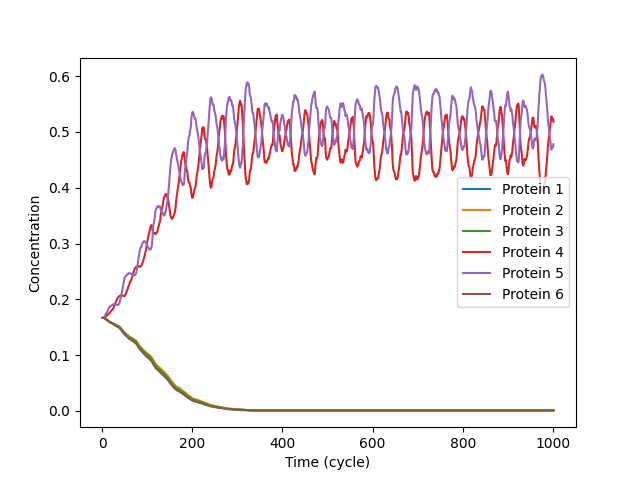 0.6
0.5
0.4
0.3
0.2
0.1
0.0
Concentration
Protein 1
Protein 2
Protein 3
Protein 4
Protein 5
Protein 6
0 200 400 600 800 1000
Time (cycle)